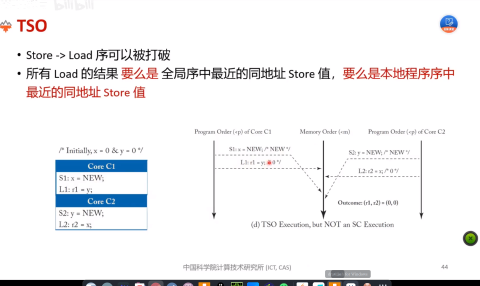 TSO
• Store -> Load 序可以被打破
• 所有 Load 的结果 要么是 全局序中最近的同地址 Store 值，要么是本地程序序中
最近的同地址 Store 值
/* Initially, x = 0 & y = 0 */
Core C1
S1: x = NEW;
L1: r1 = y;
Core C2
S2: y = NEW;
L2: r2 = x;
Program Order (<p) of Core C1
Memory Order (<m)
Program Order (<p) of Core C2
S1: x = NEW; /* NEW */
L1: r1 = y;
0 */
S2: y = NEW; /* NEW */
L2: r2 = x; /* 0 */
Outcome: (r1, r2) = (0, 0)
(d) TSO Execution, but NOT an SC Execution
中国科学院计算技术研究所 (ICT, CAS)
44